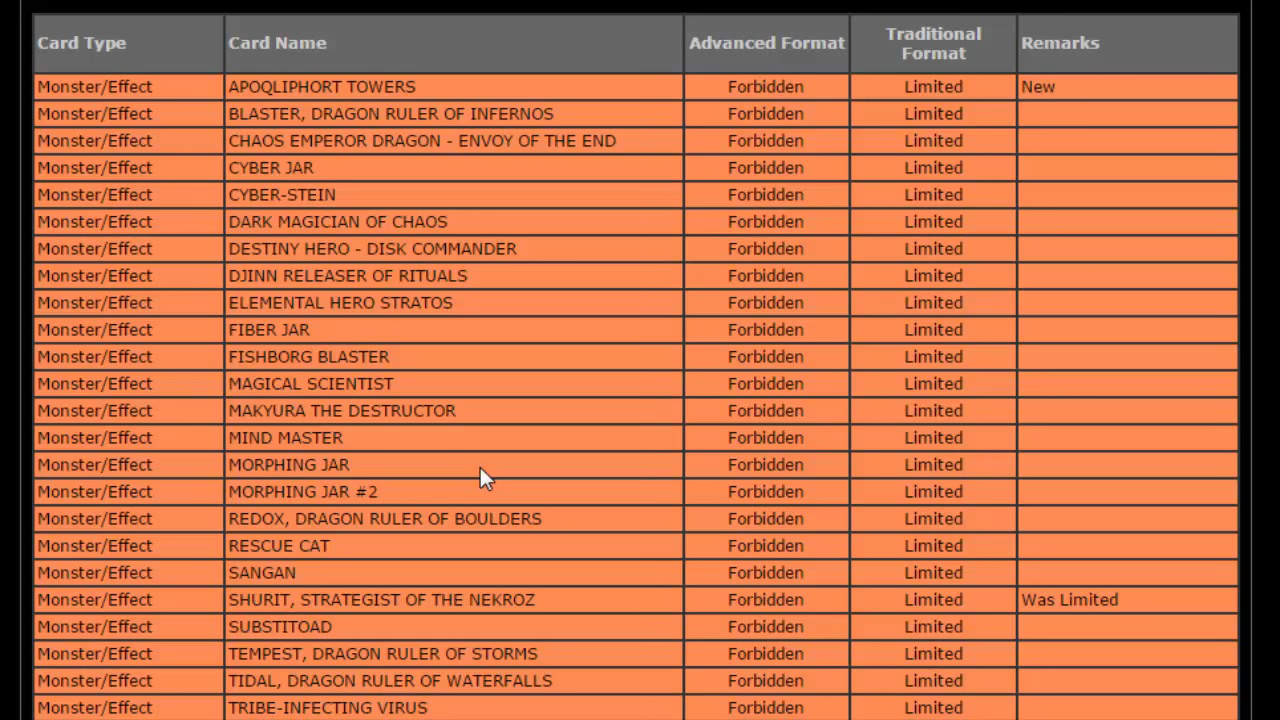 Card Type Card Name Advanced Format Traditional Format Remarks
Monster/Effect APOQLIPHORT TOWERS Forbidden Limited New
Monster/Effect BLASTER, DRAGON RULER OF INFERNOS Forbidden Limited
Monster/Effect CHAOS EMPEROR DRAGON - ENVOY OF THE END Forbidden Limited
Monster/Effect CYBER JAR Forbidden Limited
Monster/Effect CYBER-STEIN Forbidden Limited
Monster/Effect DARK MAGICIAN OF CHAOS Forbidden Limited
Monster/Effect DESTINY HERO - DISK COMMANDER Forbidden Limited
Monster/Effect DJINN RELEASER OF RITUALS Forbidden Limited
Monster/Effect ELEMENTAL HERO STRATOS Forbidden Limited
Monster/Effect FIBER JAR Forbidden Limited
Monster/Effect FISHBORG BLASTER Forbidden Limited
Monster/Effect MAGICAL SCIENTIST Forbidden Limited
Monster/Effect MAKYURA THE DESTRUCTOR Forbidden Limited
Monster/Effect MIND MASTER Forbidden Limited
Monster/Effect MORPHING JAR Forbidden Limited
Monster/Effect MORPHING JAR #2 Forbidden Limited
Monster/Effect REDOX, DRAGON RULER OF BOULDERS Forbidden Limited
Monster/Effect RESCUE CAT Forbidden Limited
Monster/Effect SANGAN Forbidden Limited
Monster/Effect SHURIT, STRATEGIST OF THE NEKROZ Forbidden Limited Was Limited
Monster/Effect SUBSTITOAD Forbidden Limited
Monster/Effect TEMPEST, DRAGON RULER OF STORMS Forbidden Limited
Monster/Effect TIDAL, DRAGON RULER OF WATERFALLS Forbidden Limited
Monster/Effect TRIBE-INFECTING VIRUS Forbidden Limited